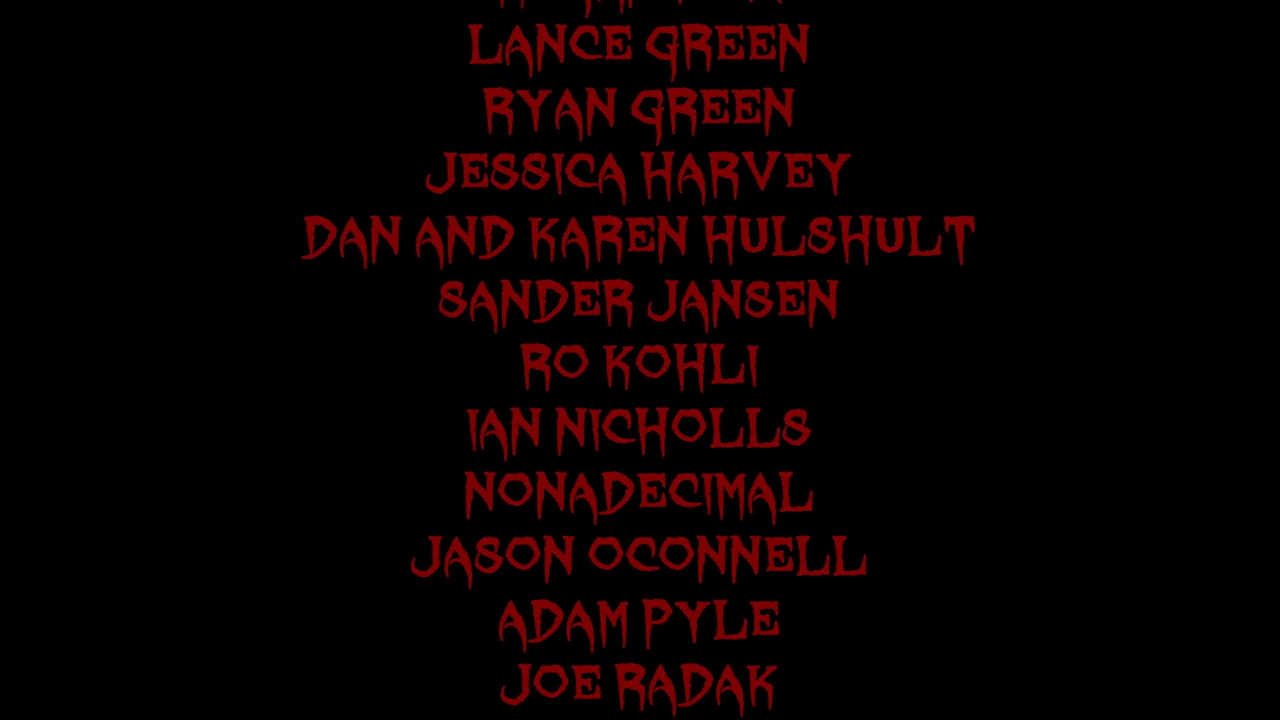 LANCE GREEN
RYAN GREEN
JESSICA HARVEY
DAN AND KAREN HULSHULT
SANDER JANSEN
RO KOHLI
IAN NICHOLLS
NONADECIMAL
JASON OCONNELL
ADAM PYLE
JOE RADAK